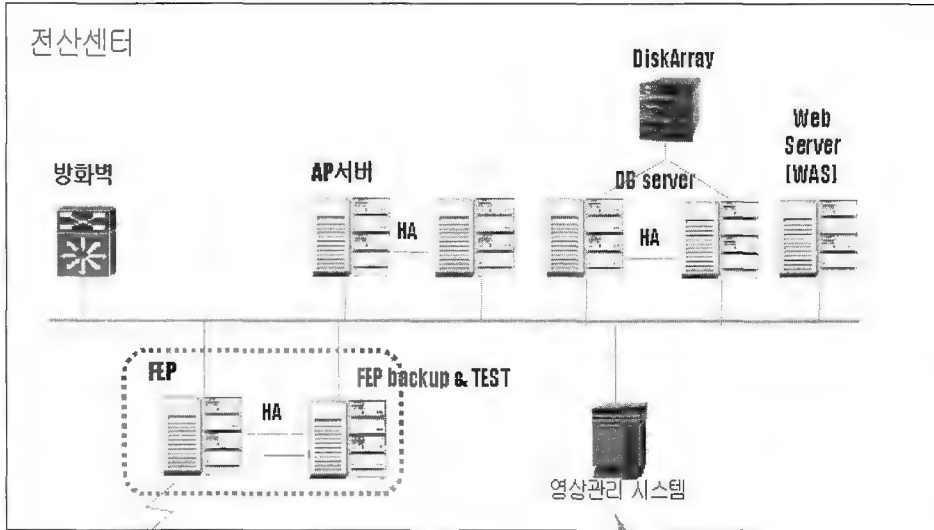 전산센터
DiskArray
Web
Server
[WAS]
방화벽
AP서버
DB server
HA
HA
FEP
FEP backup & TEST
HA
영상관리 시스템